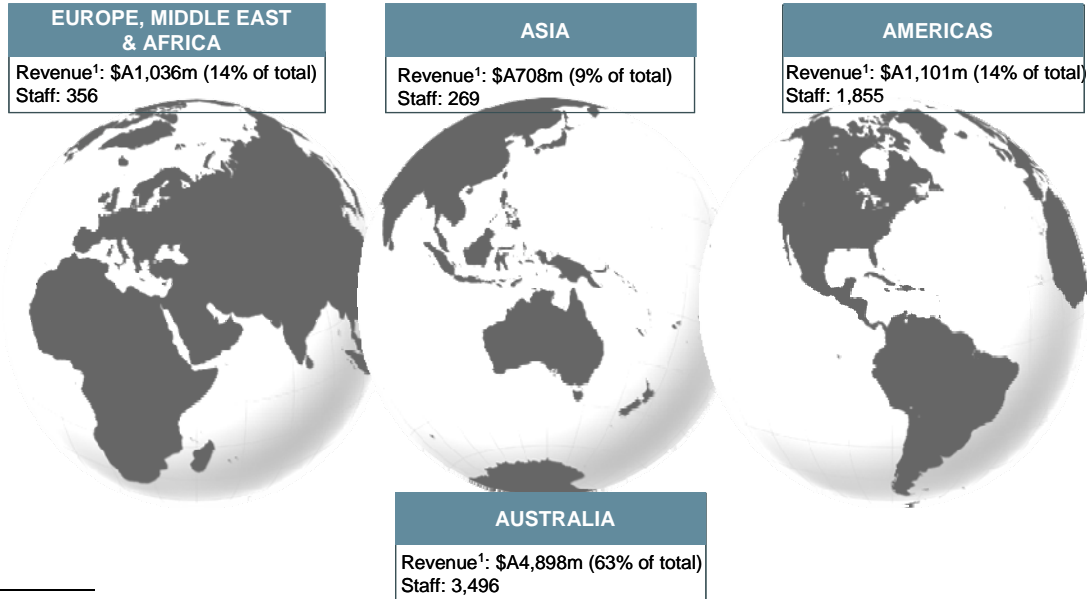 EUROPE, MIDDLE EAST
& AFRICA
Revenue¹: $A1,036m (14% of total)
Staff: 356
ASIA
Revenue¹: $A708m (9% of total)
Staff: 269
AMERICAS
Revenue¹: $A1,101m (14% of total)
Staff: 1,855
AUSTRALIA
Revenue¹: $A4,898m (63% of total)
Staff: 3,496